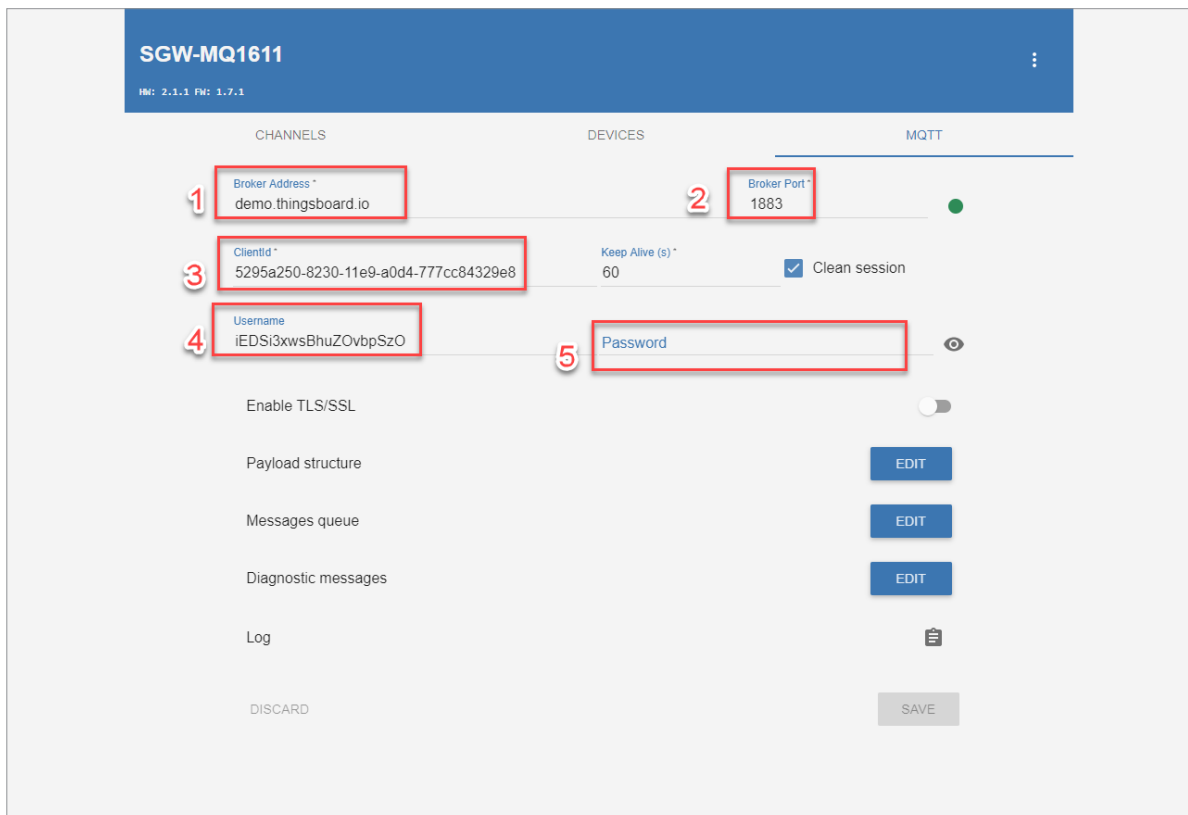 SGW-MQ1611
HW: 2.1.1 FW: 1.7.1
CHANNELS DEVICES MQTT
Broker Address * Broker Port *
1 demo.thingsboard.io 2 1883
ClientId * Keep Alive (s) *
3 5295a250-8230-11e9-a0d4-777cc84329e8 60 Clean session
Username
4 iEDSi3xwsBhuZOvbpSzO 5 Password
Enable TLS/SSL
Payload structure EDIT
Messages queue EDIT
Diagnostic messages EDIT
Log
DISCARD SAVE